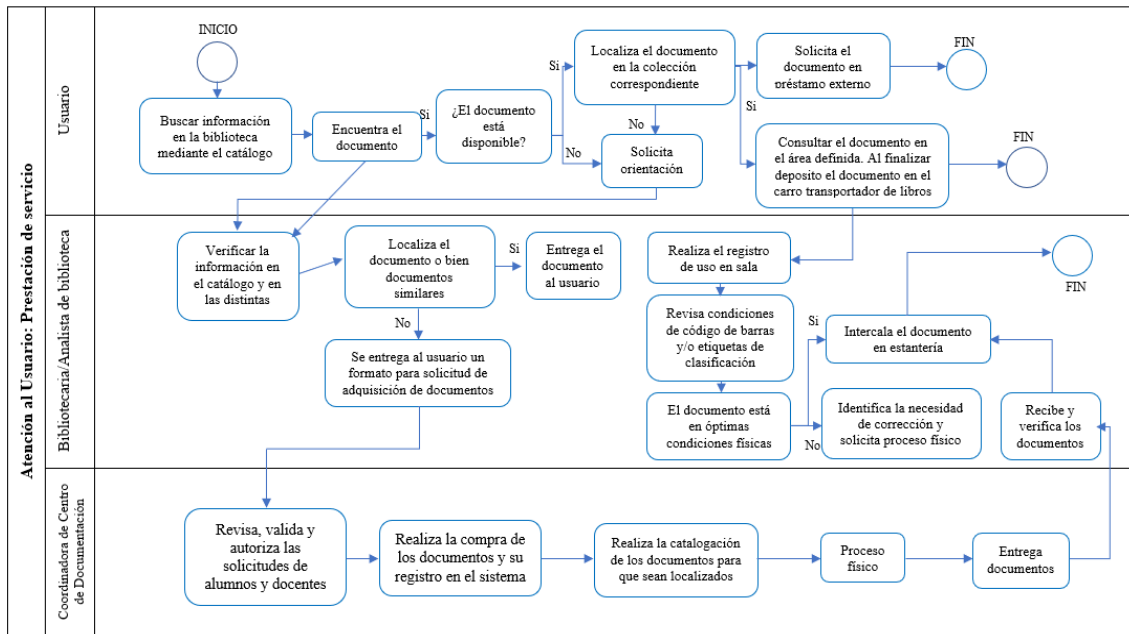 Atención al Usuario: Prestación de servicio
Usuario
INICIO
Buscar información
en la biblioteca
mediante el catálogo
Encuentra el
documento
Si
¿El documento
está
disponible?
Si
No
Localiza el documento
en la colección
correspondiente
No
Solicita
orientación
Si
Solicita el
documento en
préstamo externo
FIN
Consultar el documento en
el área definida. Al finalizar
deposito el documento en el
carro transportador de libros
FIN
Bibliotecaria/Analista de biblioteca
Verificar la
información en
el catálogo y en
las distintas
Localiza el
documento o bien
documentos
similares
Si
Entrega el
documento
al usuario
No
Se entrega al usuario un
formato para solicitud de
adquisición de documentos
Realiza el registro
de uso en sala
Revisa condiciones
de código de barras
y/o etiquetas de
clasificación
El documento está
en óptimas
condiciones físicas
Si
No
Intercala el documento
en estantería
FIN
Identifica la necesidad
de corrección y
solicita proceso físico
Recibe y
verifica los
documentos
Coordinadora de Centro
de Documentación
Revisa, valida y
autoriza las
solicitudes de
alumnos y docentes
Realiza la compra de
los documentos y su
registro en el sistema
Realiza la catalogación
de los documentos para
que sean localizados
Proceso
físico
Entrega
documentos